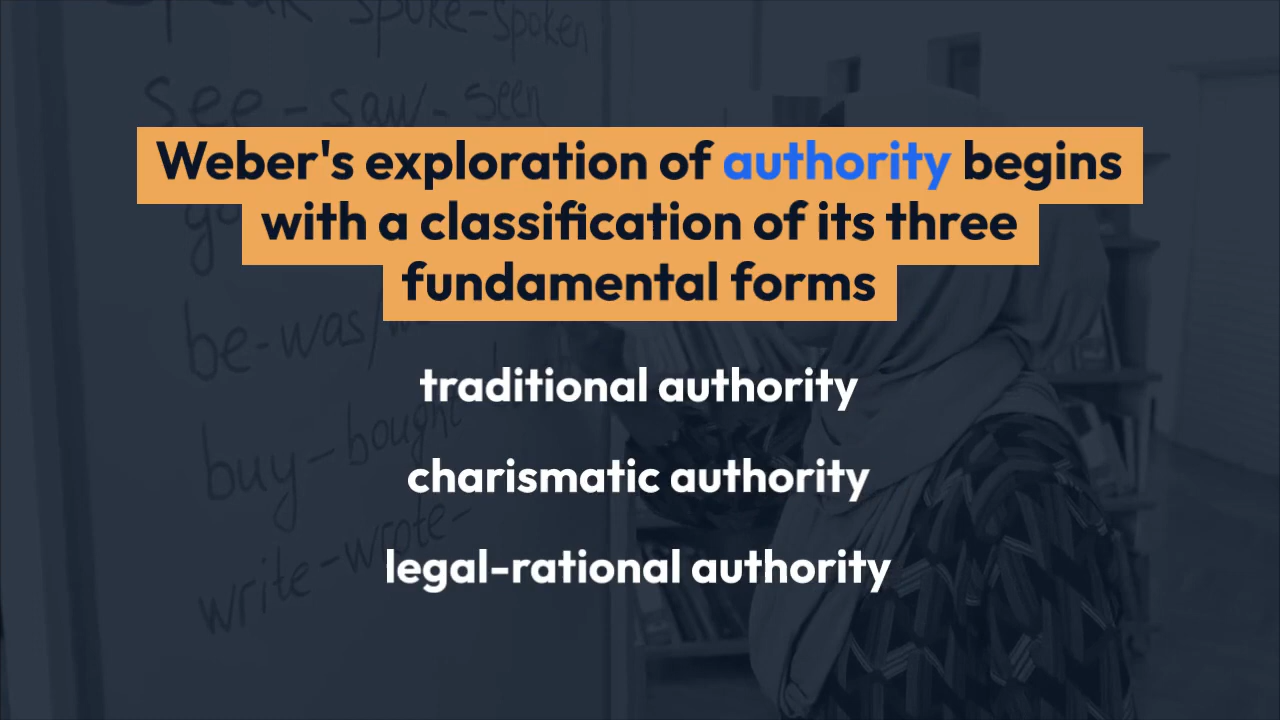 speak spoke-spoken
see - saw - seen
Weber's exploration of authority begins
with a classification of its three
fundamental forms
go
be-was/
traditional authority
buy-bought
charismatic authority
write-wrote-
legal-rational authority